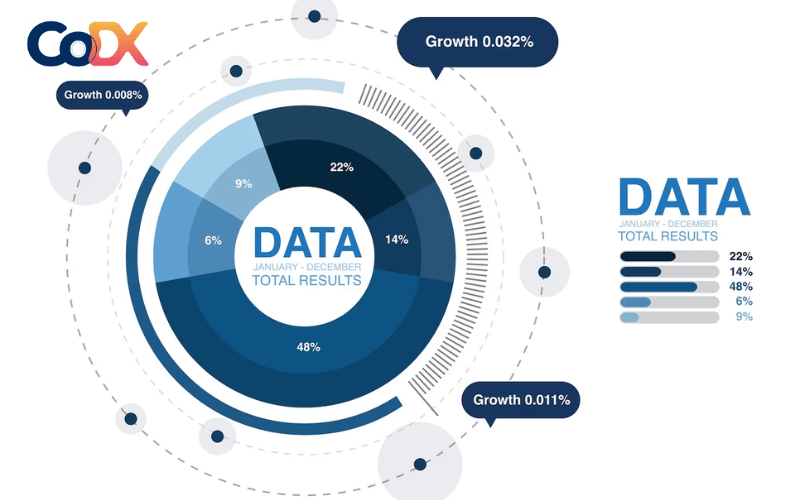 CODX
Growth 0.032%
Growth 0.008%
22%
9%
14%
6%
DATA
JANUARY - DECEMBER
TOTAL RESULTS
48%
Growth 0.011%
DATA
JANUARY - DECEMBER
TOTAL RESULTS
22%
14%
48%
6%
9%